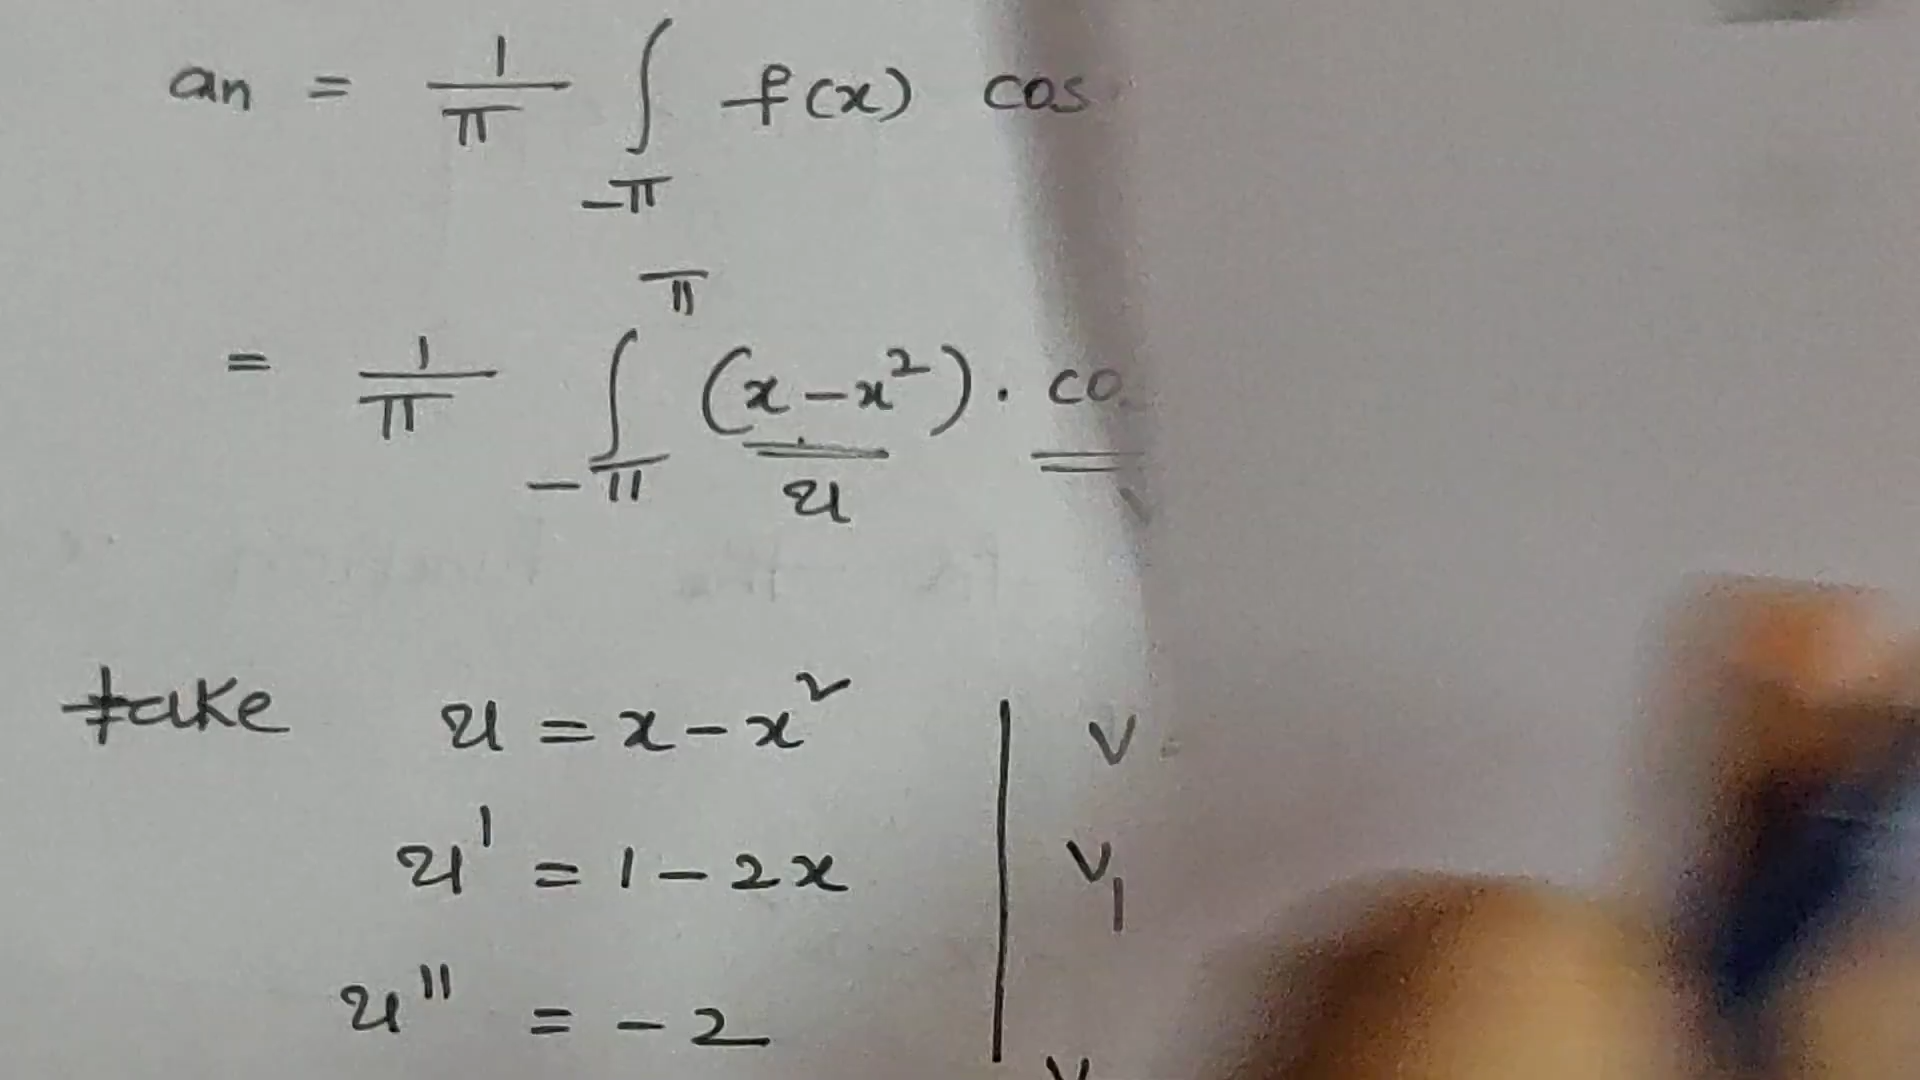 an = 1/π ∫ f(x) cos
-π
π
= 1/π ∫ (x-x²) . co
-π u v
take u = x-x² | v
u' = 1-2x | v₁
u'' = -2